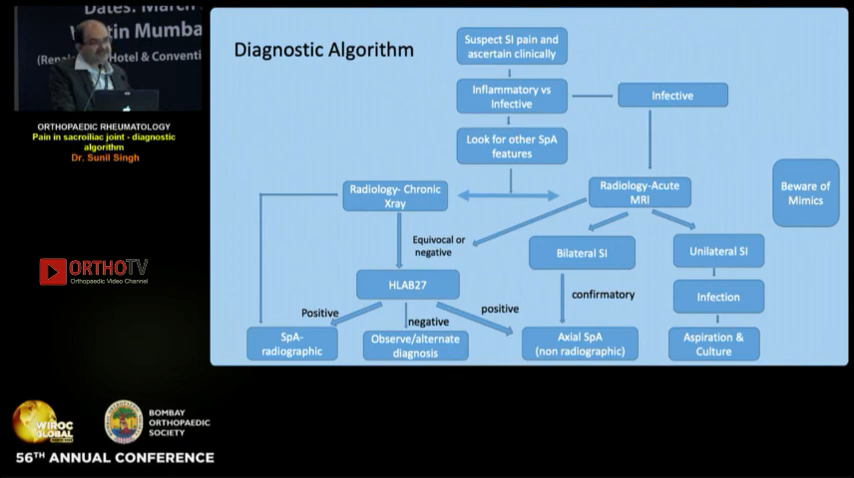 Dates: March
tin Mumba
Hotel & Conventi
ORTHOPAEDIC RHEUMATOLOGY
Pain in sacroiliac joint - diagnostic
algorithm
Dr. Sunil Singh
ORTHOTV
Orthopaedic Video Channel
WIROC
GLOBAL
BOMBAY
ORTHOPAEDIC
SOCIETY
56TH ANNUAL CONFERENCE
Diagnostic Algorithm
Suspect SI pain and
ascertain clinically
Inflammatory vs
Infective
Infective
Look for other SpA
features
Radiology- Chronic
Xray
Radiology-Acute
MRI
Beware of
Mimics
Equivocal or
negative
Bilateral SI
Unilateral SI
HLAB27
confirmatory
Infection
Positive
negative
positive
SpA-
radiographic
Observe/alternate
diagnosis
Axial SpA
(non radiographic)
Aspiration &
Culture